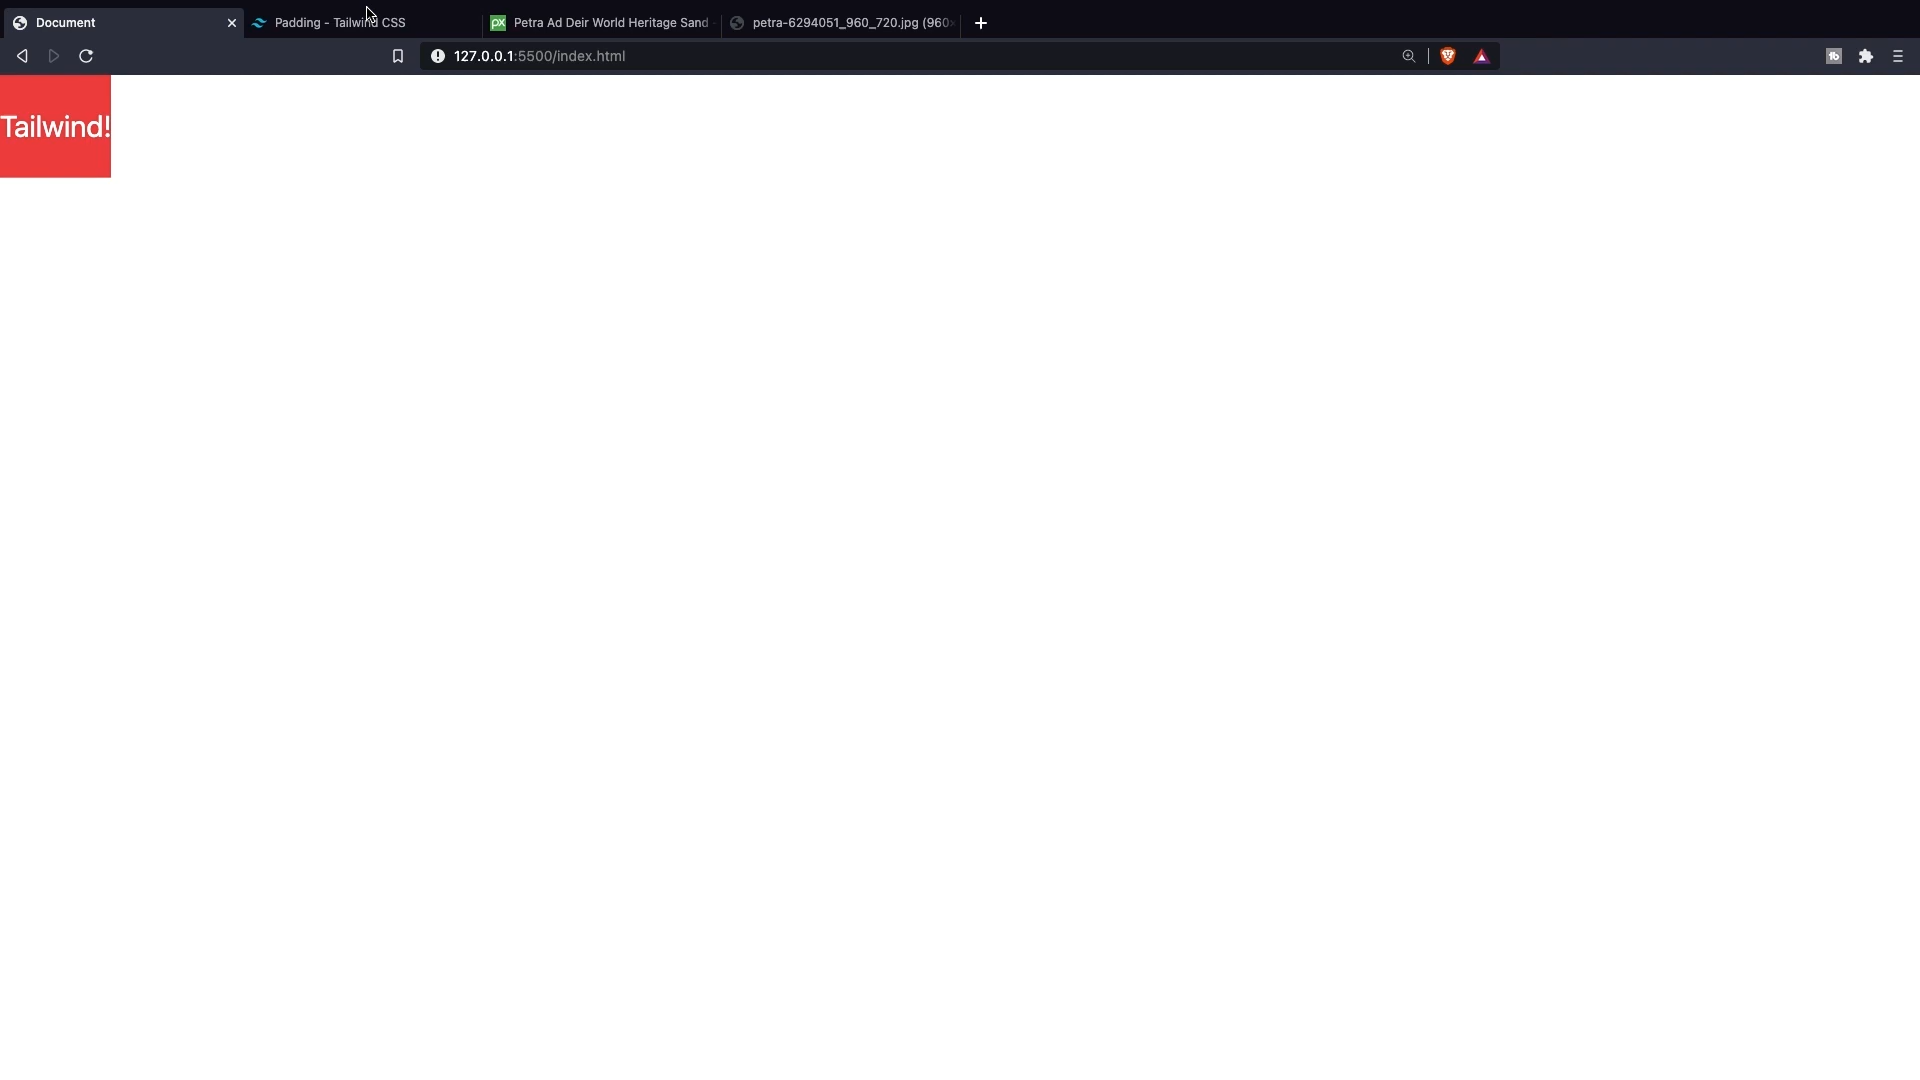 Document
Padding - Tailwind CSS
px Petra Ad Deir World Heritage Sand
petra-6294051_960_720.jpg (960
127.0.0.1:5500/index.html
Tailwind!